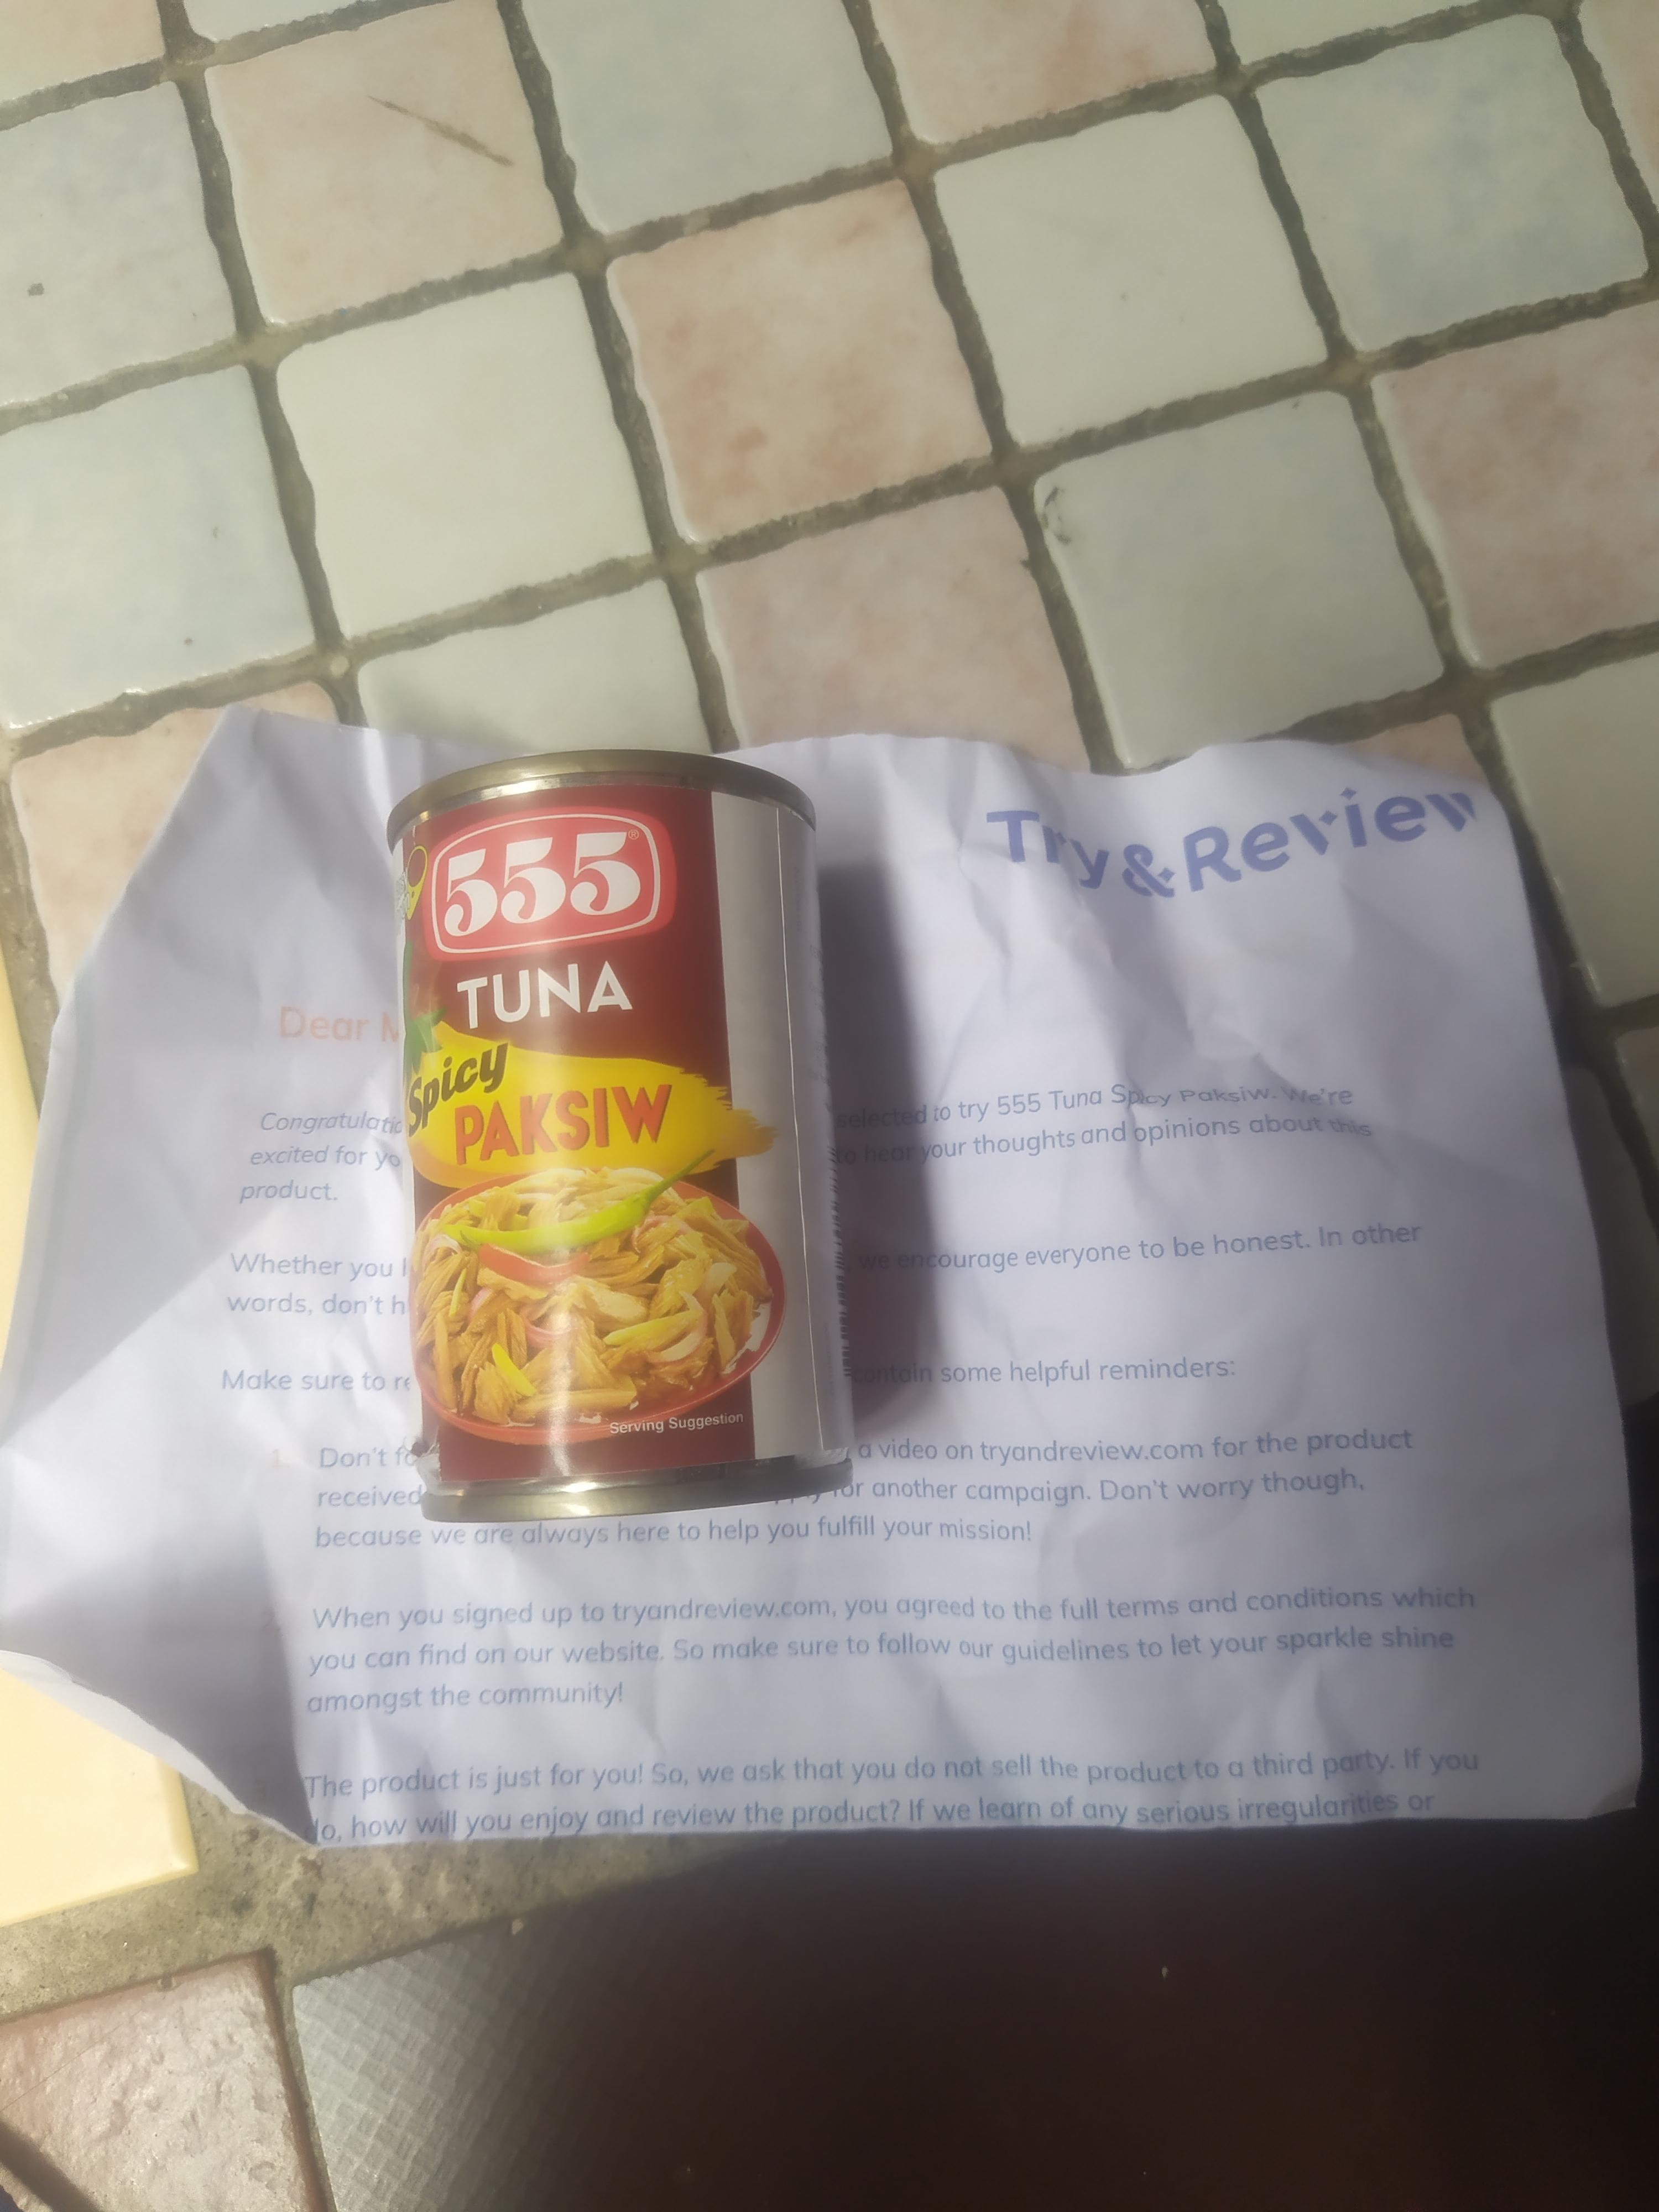 Try&Review
555®
TUNA
Spicy
PAKSIW
Serving Suggestion
Dear
selected to try 555 Tuna Spicy Paksiw. We're
excited for hear your thoughts and opinions about this
product.
Whether you we encourage everyone to be honest. In other
words, don't
Make sure to contain some helpful reminders:
1. Don't a video on tryandreview.com for the product
received for another campaign. Don't worry though,
because we are always here to help you fulfill your mission!
2. When you signed up to tryandreview.com, you agreed to the full terms and conditions which
you can find on our website. So make sure to follow our guidelines to let your sparkle shine
amongst the community!
The product is just for you! So, we ask that you do not sell the product to a third party. If you
do, how will you enjoy and review the product? If we learn of any serious irregularities or